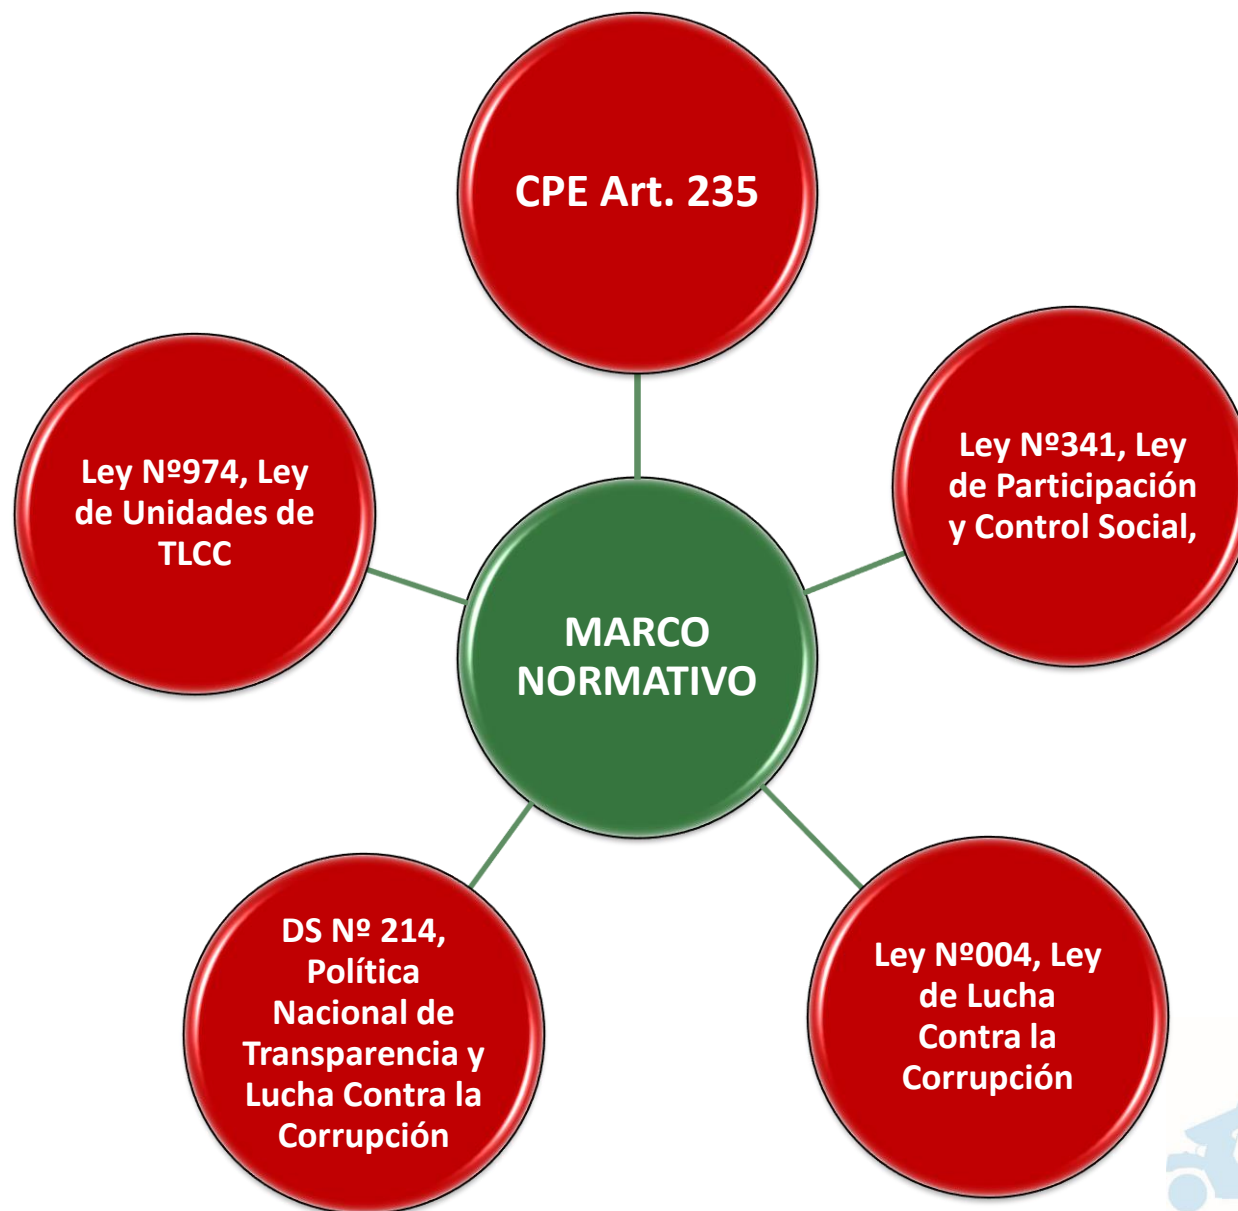 CPE Art. 235
Ley Nº341, Ley
de Participación
y Control Social,
Ley Nº974, Ley
de Unidades de
TLCC
MARCO
NORMATIVO
DS Nº 214,
Política
Nacional de
Transparencia y
Lucha Contra la
Corrupción
Ley Nº004, Ley
de Lucha
Contra la
Corrupción